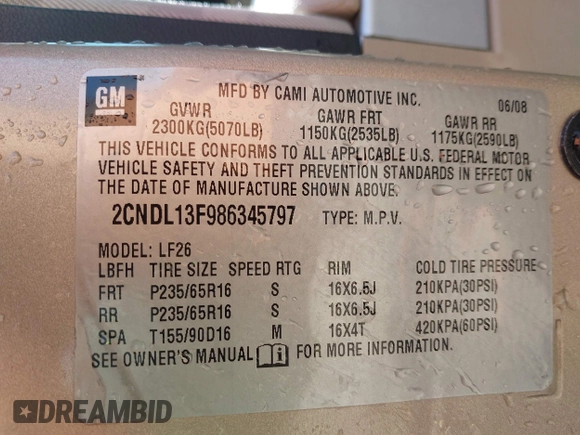 GM
MFD BY CAMI AUTOMOTIVE INC. 06/08
GVWR GAWR FRT GAWR RR
2300KG(5070LB) 1150KG(2535LB) 1175KG(2590LB)
THIS VEHICLE CONFORMS TO ALL APPLICABLE U.S. FEDERAL MOTOR
VEHICLE SAFETY AND THEFT PREVENTION STANDARDS IN EFFECT ON
THE DATE OF MANUFACTURE SHOWN ABOVE.
2CNDL13F986345797 TYPE: M.P.V.
MODEL: LF26
LBFH TIRE SIZE SPEED RTG RIM COLD TIRE PRESSURE
FRT P235/65R16 S 16X6.5J 210KPA(30PSI)
RR P235/65R16 S 16X6.5J 210KPA(30PSI)
SPA T155/90D16 M 16X4T 420KPA(60PSI)
SEE OWNER'S MANUAL FOR MORE INFORMATION.
DREAMBID